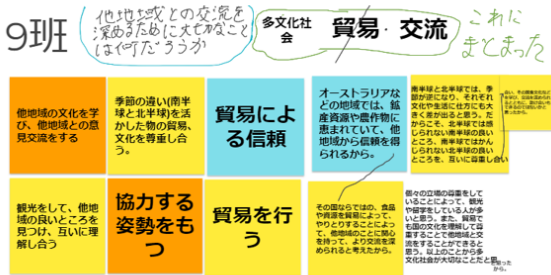 9班
他地域との交流を
深めるために大切なこと
は何だろうか
多文化社
会
貿易・交流
これに
まとまった
他地域の文化を学
び、他地域との意
見交流をする
季節の違い(南半球
と北半球)を活
かした物の貿易、
文化を尊重し合
う。
貿易によ
る信頼
オーストラリアな
どの地域では、鉱
産資源や農作物に
恵まれていて、他
地域から信頼を得
られるから。
南半球と北半球では、季
節が逆になり、それぞれ
文化や生活に仕方にも大
きく差が出ると思う。だ
からこそ、北半球では感
じられない南半球の良い
ところ、南半球ではかん
じられない北半球の良い
ところを、互いに尊重し合い
観光をして、他地域
の良いところを
見つけ、互いに理
解し合う
協力する
姿勢をも
つ
貿易を行
う
その国ならではの、食品
や資源を貿易によって、
やりとりすることによっ
て、他地域のことに関心
を持って、より交流を深め
られると考えたから。
個々の立場の尊重をして
いることによって、観光
や留学をしている人が多
いと思う。また、貿易で
も国の文化を理解して尊
重することで他地域と交
流をすることができると
思う。以上のことから多
文化社会が大切なことだと思
から。